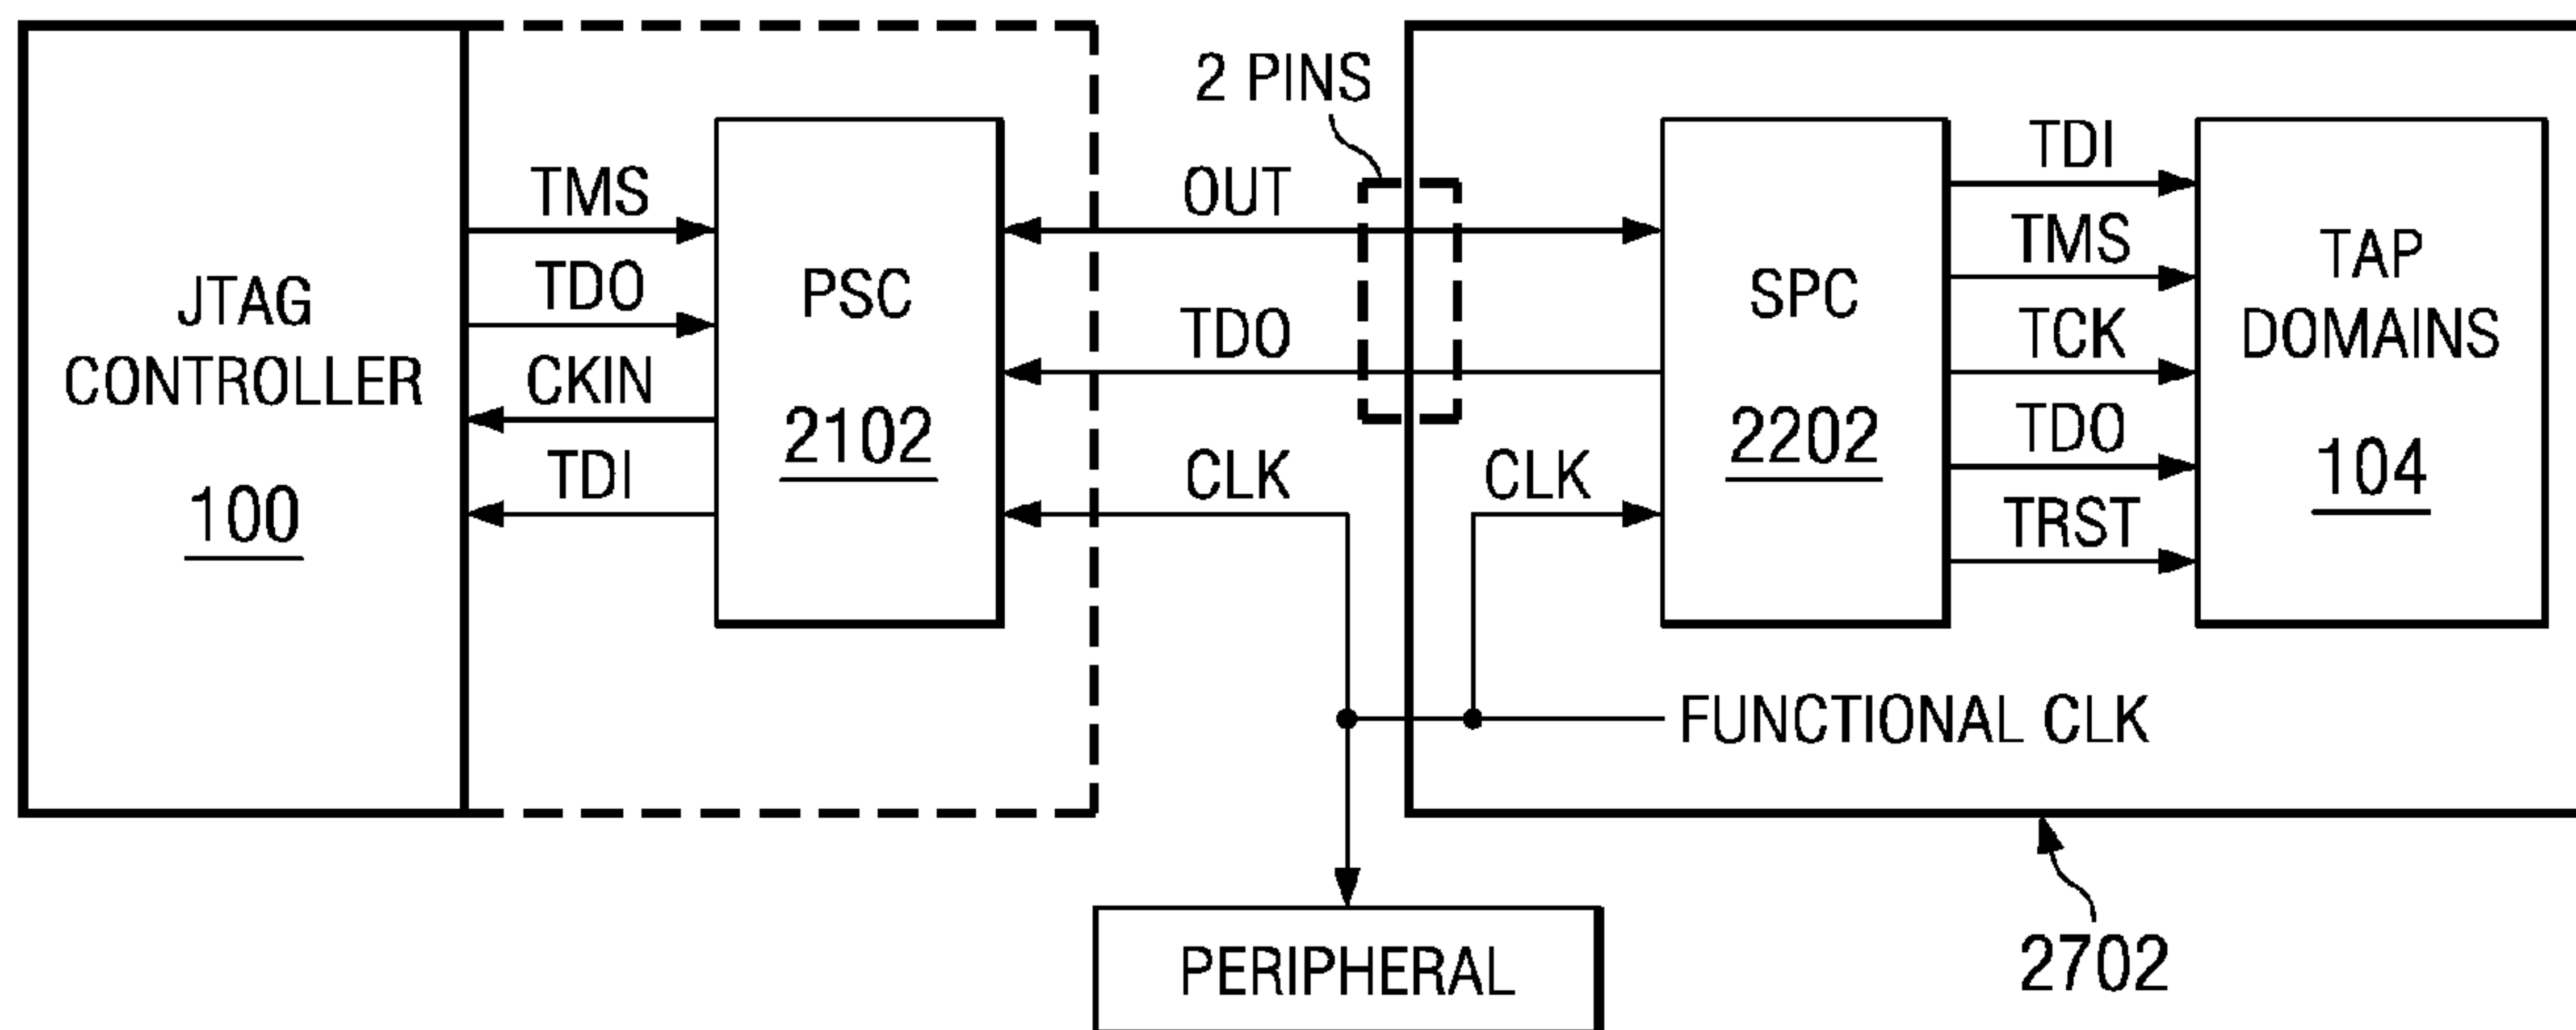 JTAG
CONTROLLER
100
TMS
TDO
CKIN
TDI
PSC
2102
2 PINS
OUT
TDO
CLK
CLK
SPC
2202
TDI
TMS
TCK
TDO
TRST
TAP
DOMAINS
104
FUNCTIONAL CLK
PERIPHERAL
2702